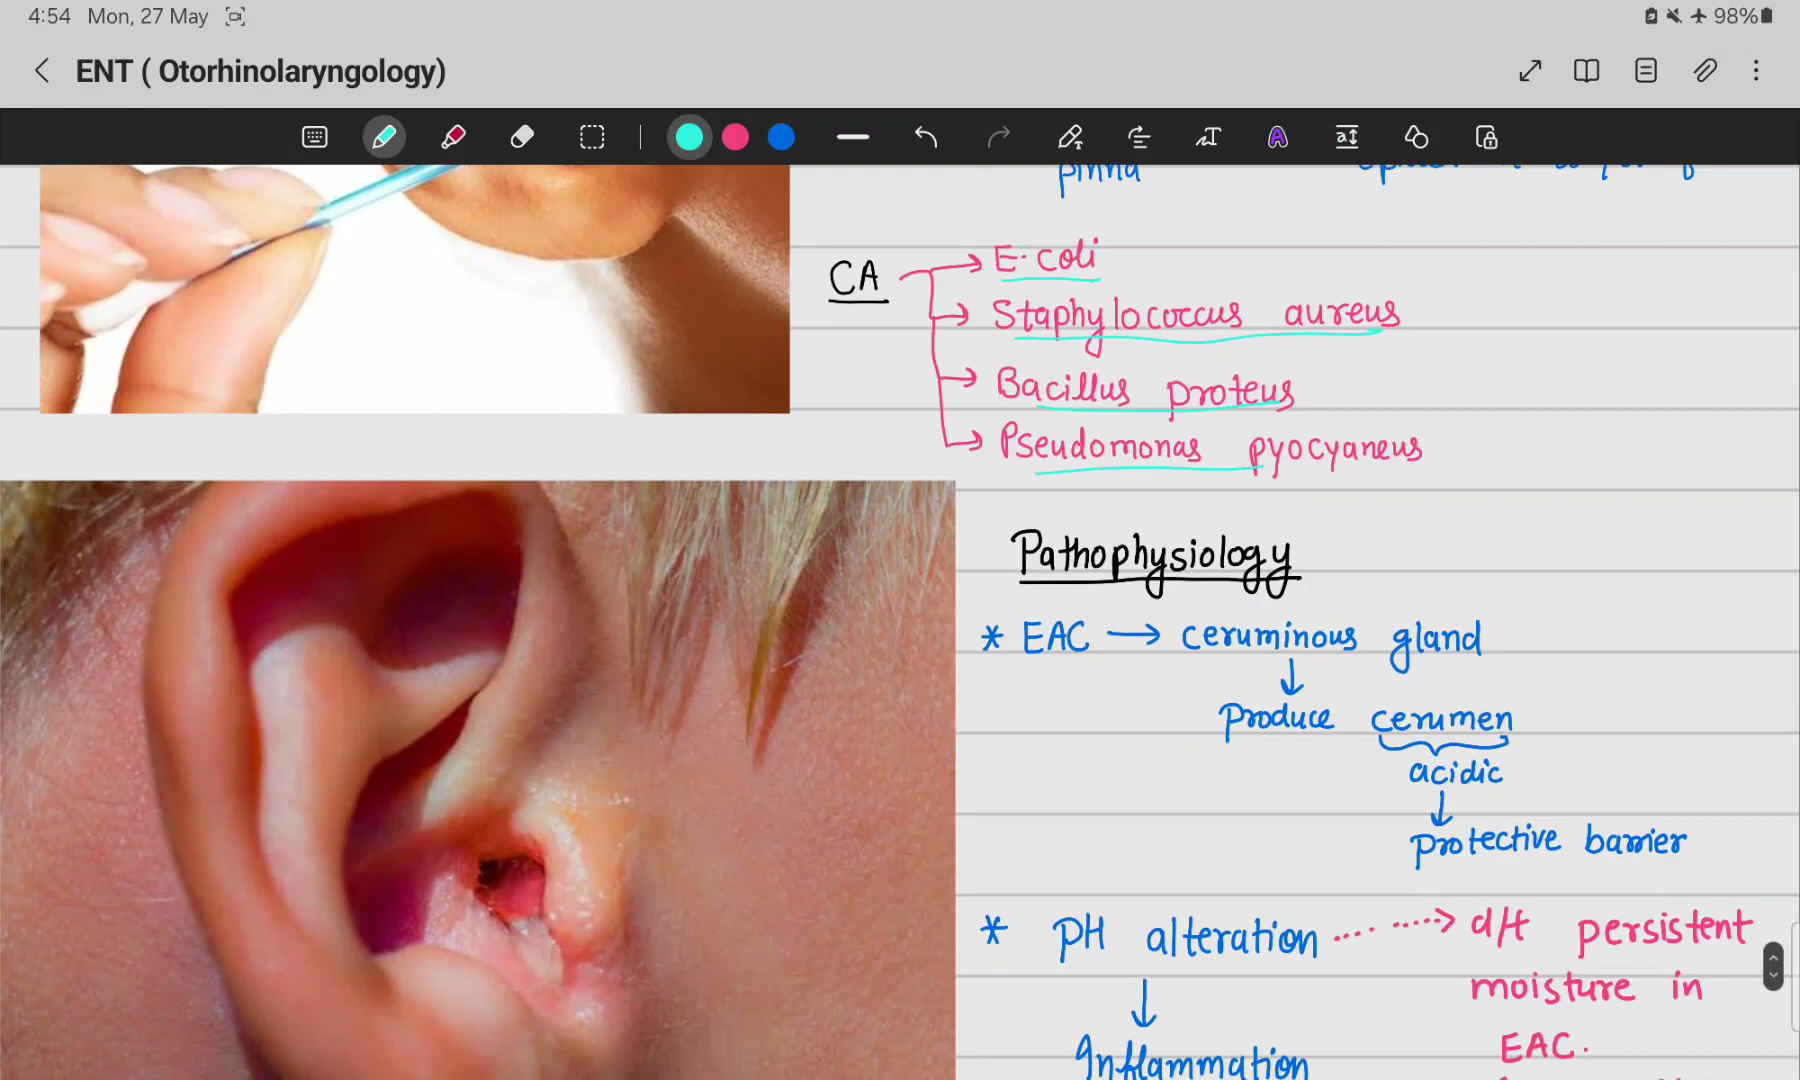 4:54 Mon, 27 May
98%
ENT ( Otorhinolaryngology)
pinna
CA
E. coli
Staphylococcus aureus
Bacillus proteus
Pseudomonas pyocyaneus
Pathophysiology
* EAC → ceruminous gland
↓
Produce cerumen
acidic
↓
Protective barrier
* PH alteration ·····→ d/t persistent
moisture in
↓
EAC.
Inflammation